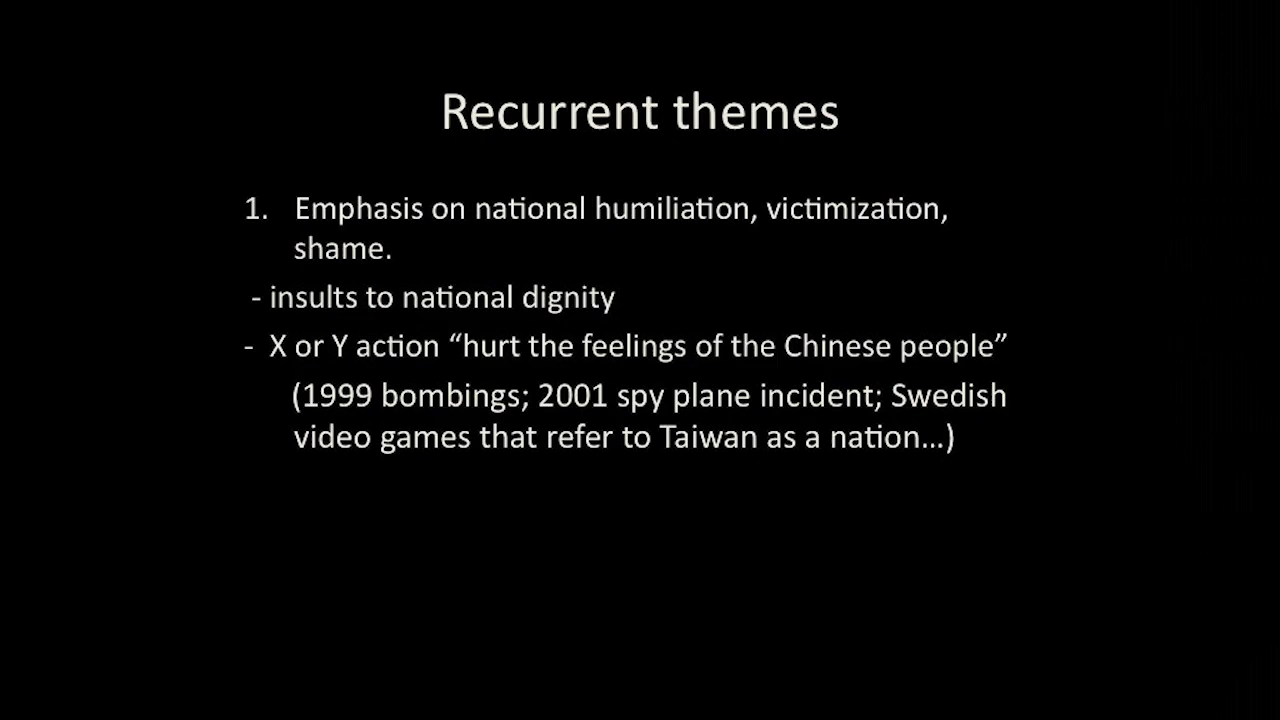 Recurrent themes
1. Emphasis on national humiliation, victimization,
shame.
- insults to national dignity
- X or Y action “hurt the feelings of the Chinese people”
(1999 bombings; 2001 spy plane incident; Swedish
video games that refer to Taiwan as a nation…)